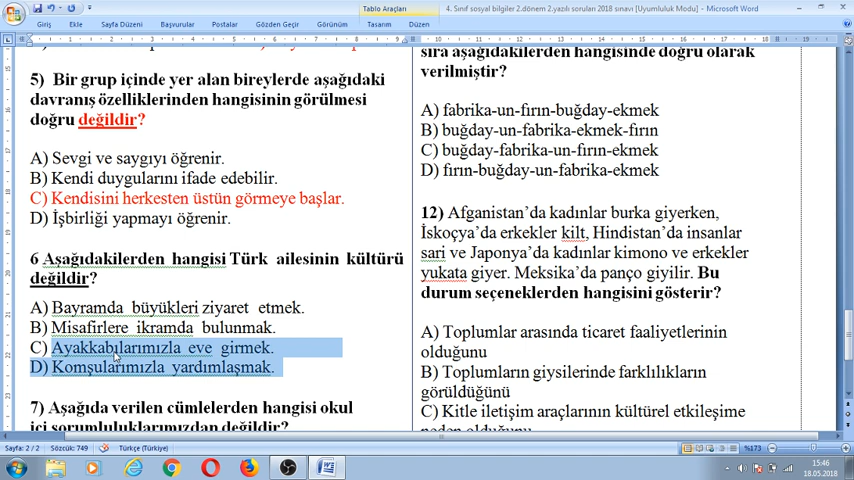 Tablo Araçları
4. Sınıf sosyal bilgiler 2.dönem 2.yazılı soruları 2018 sınavı [Uyumluluk Modu] - Microsoft Word
Giriş Ekle Sayfa Düzeni Başvurular Postalar Gözden Geçir Görünüm Tasarım Düzen
5) Bir grup içinde yer alan bireylerde aşağıdaki
davranış özelliklerinden hangisinin görülmesi
doğru değildir?
A) Sevgi ve saygıyı öğrenir.
B) Kendi duygularını ifade edebilir.
C) Kendisini herkesten üstün görmeye başlar.
D) İşbirliği yapmayı öğrenir.
6 Aşağıdakilerden hangisi Türk ailesinin kültürü
değildir?
A) Bayramda büyükleri ziyaret etmek.
B) Misafirlere ikramda bulunmak.
C) Ayakkabılarımızla eve girmek.
D) Komşularımızla yardımlaşmak.
7) Aşağıda verilen cümlelerden hangisi okul
içi sorumluluklarımızdan değildir?
sıra aşağıdakilerden hangisinde doğru olarak
verilmiştir?
A) fabrika-un-fırın-buğday-ekmek
B) buğday-un-fabrika-ekmek-fırın
C) buğday-fabrika-un-fırın-ekmek
D) fırın-buğday-un-fabrika-ekmek
12) Afganistan’da kadınlar burka giyerken,
İskoçya’da erkekler kilt, Hindistan’da insanlar
sari ve Japonya’da kadınlar kimono ve erkekler
yukata giyer. Meksika’da panço giyilir. Bu
durum seçeneklerden hangisini gösterir?
A) Toplumlar arasında ticaret faaliyetlerinin
olduğunu
B) Toplumların giysilerinde farklılıkların
görüldüğünü
C) Kitle iletişim araçlarının kültürel etkileşime
neden olduğunu
Sayfa: 2 / 2 Sözcük: 749 Türkçe (Türkiye) %173
15:46
18.05.2018